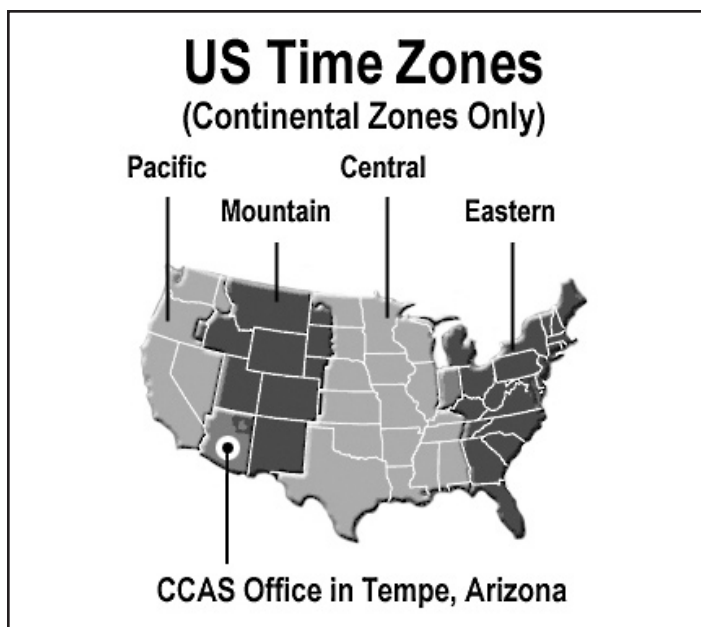 US Time Zones
(Continental Zones Only)
Pacific
Central
Mountain
Eastern
CCAS Office in Tempe, Arizona